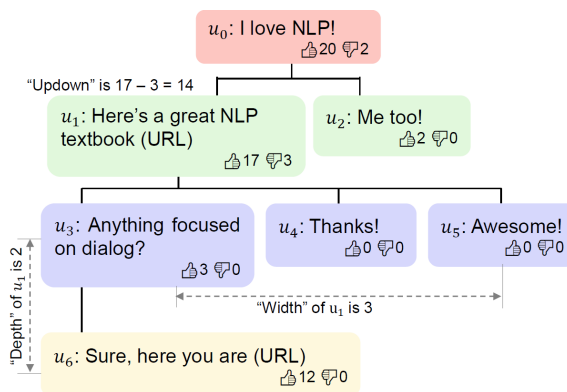 u0: I love NLP!
👍20 👎2
"Updown" is 17 – 3 = 14
u1: Here's a great NLP
textbook (URL)
👍17 👎3
u2: Me too!
👍2 👎0
u3: Anything focused
on dialog?
👍3 👎0
u4: Thanks!
👍0 👎0
u5: Awesome!
👍0 👎0
"Depth" of u1 is 2
"Width" of u1 is 3
u6: Sure, here you are (URL)
👍12 👎0